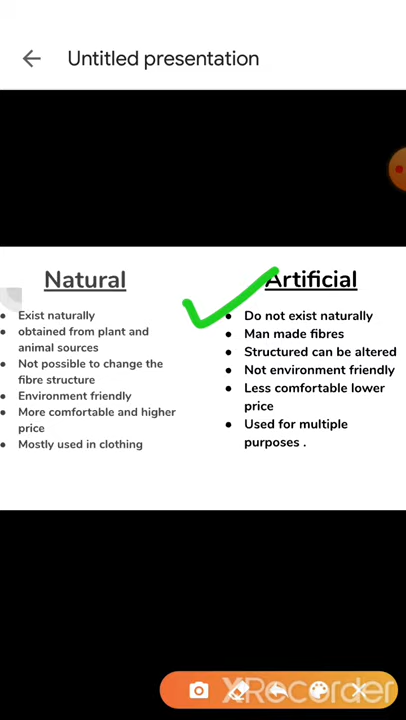 Untitled presentation
Natural
Exist naturally
obtained from plant and
animal sources
Not possible to change the
fibre structure
Environment friendly
More comfortable and higher
price
Mostly used in clothing
Artificial
Do not exist naturally
Man made fibres
Structured can be altered
Not environment friendly
Less comfortable lower
price
Used for multiple
purposes .
XRecorder